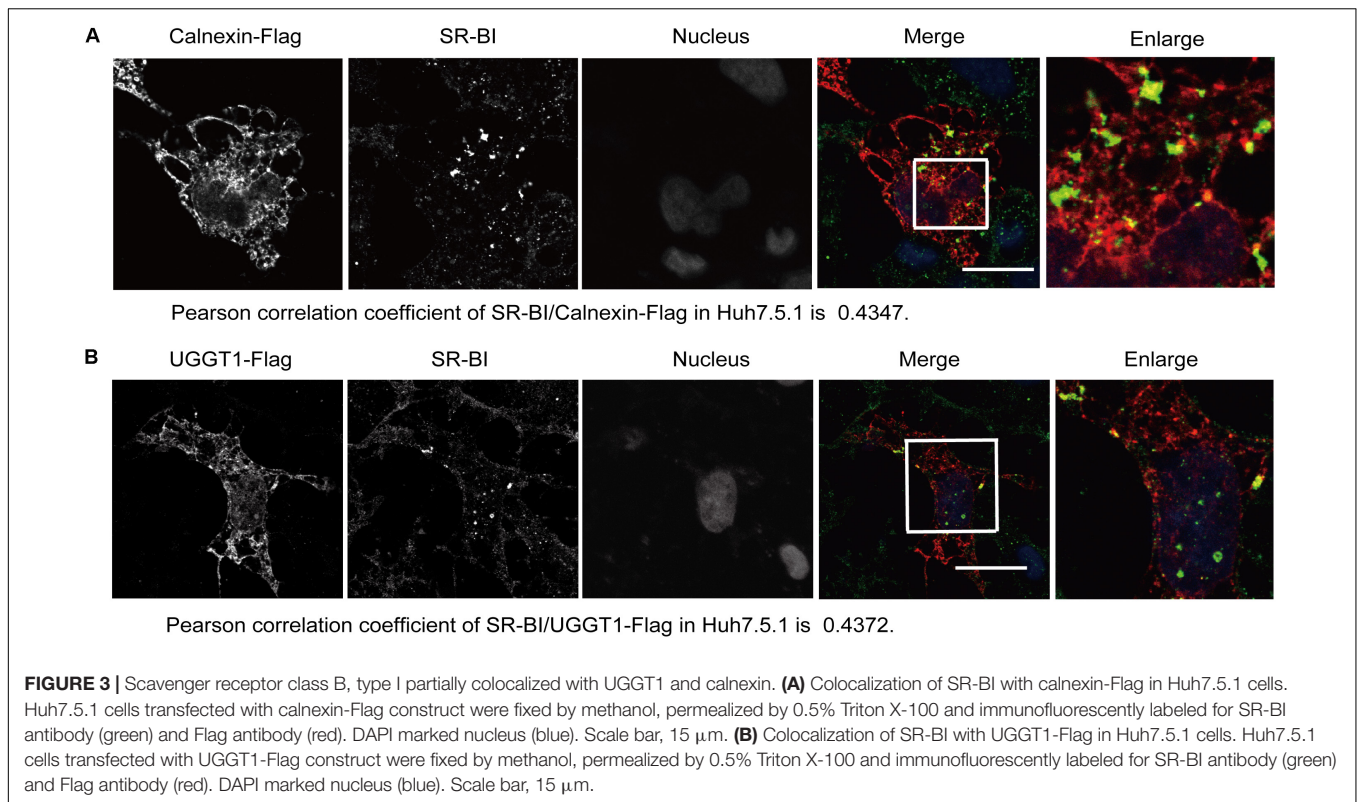 A
Calnexin-Flag SR-BI Nucleus Merge Enlarge
Pearson correlation coefficient of SR-BI/Calnexin-Flag in Huh7.5.1 is 0.4347.
B
UGGT1-Flag SR-BI Nucleus Merge Enlarge
Pearson correlation coefficient of SR-BI/UGGT1-Flag in Huh7.5.1 is 0.4372.
FIGURE 3 | Scavenger receptor class B, type I partially colocalized with UGGT1 and calnexin. (A) Colocalization of SR-BI with calnexin-Flag in Huh7.5.1 cells.
Huh7.5.1 cells transfected with calnexin-Flag construct were fixed by methanol, permealized by 0.5% Triton X-100 and immunofluorescently labeled for SR-BI
antibody (green) and Flag antibody (red). DAPI marked nucleus (blue). Scale bar, 15 μm. (B) Colocalization of SR-BI with UGGT1-Flag in Huh7.5.1 cells. Huh7.5.1
cells transfected with UGGT1-Flag construct were fixed by methanol, permealized by 0.5% Triton X-100 and immunofluorescently labeled for SR-BI antibody (green)
and Flag antibody (red). DAPI marked nucleus (blue). Scale bar, 15 μm.